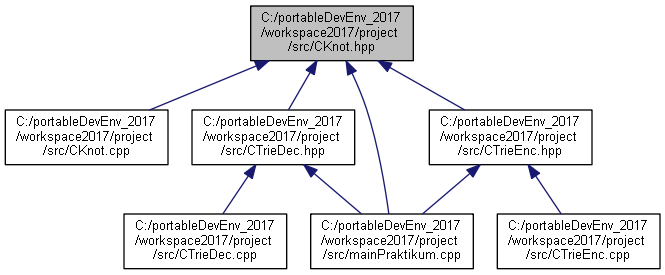 C:/portableDevEnv_2017
/workspace2017/project
/src/CKnot.hpp
C:/portableDevEnv_2017
/workspace2017/project
/src/CKnot.cpp
C:/portableDevEnv_2017
/workspace2017/project
/src/CTrieDec.hpp
C:/portableDevEnv_2017
/workspace2017/project
/src/CTrieEnc.hpp
C:/portableDevEnv_2017
/workspace2017/project
/src/CTrieDec.cpp
C:/portableDevEnv_2017
/workspace2017/project
/src/mainPraktikum.cpp
C:/portableDevEnv_2017
/workspace2017/project
/src/CTrieEnc.cpp